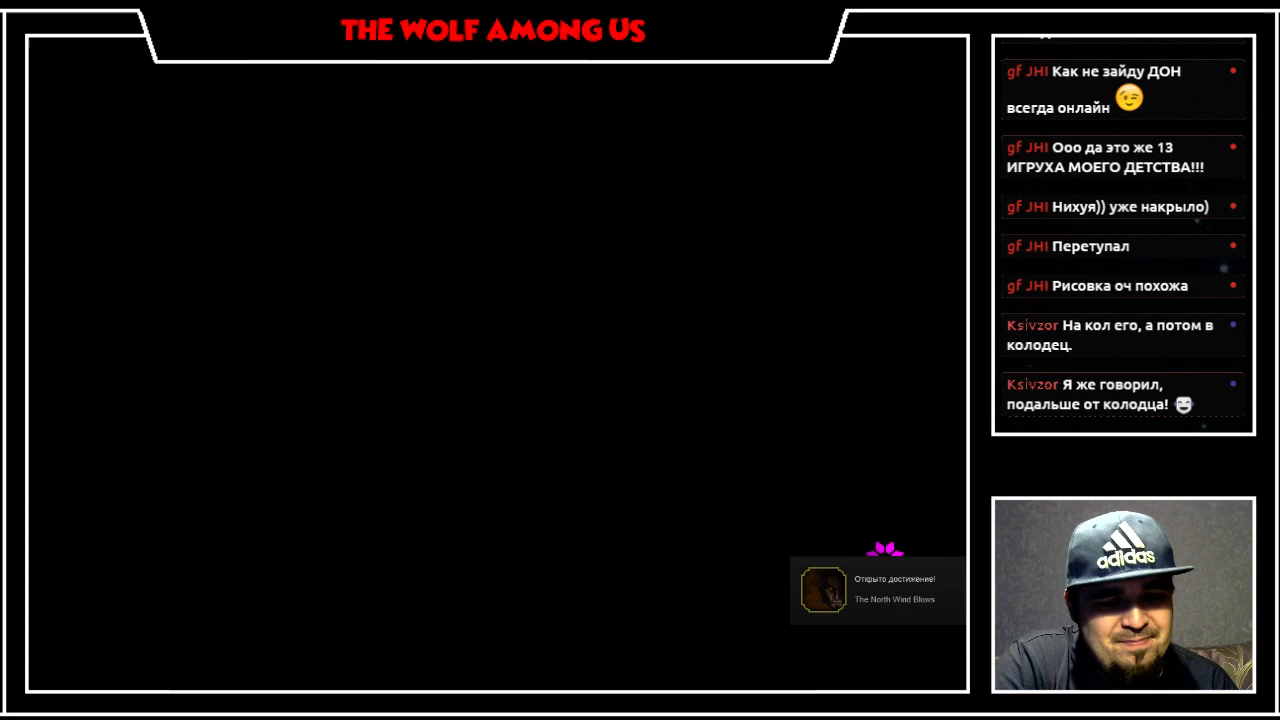 THE WOLF AMONG US
gf JHI Как не зайду ДОН
всегда онлайн
gf JHI Ооо да это же 13
ИГРУХА МОЕГО ДЕТСТВА!!!
gf JHI Нихуя)) уже накрыло)
gf JHI Перетупал
gf JHI Рисовка оч похожа
Ksivzor На кол его, а потом в
колодец.
Ksivzor Я же говорил,
подальше от колодца!
Открыто достижение!
The North Wind Blows
adidas